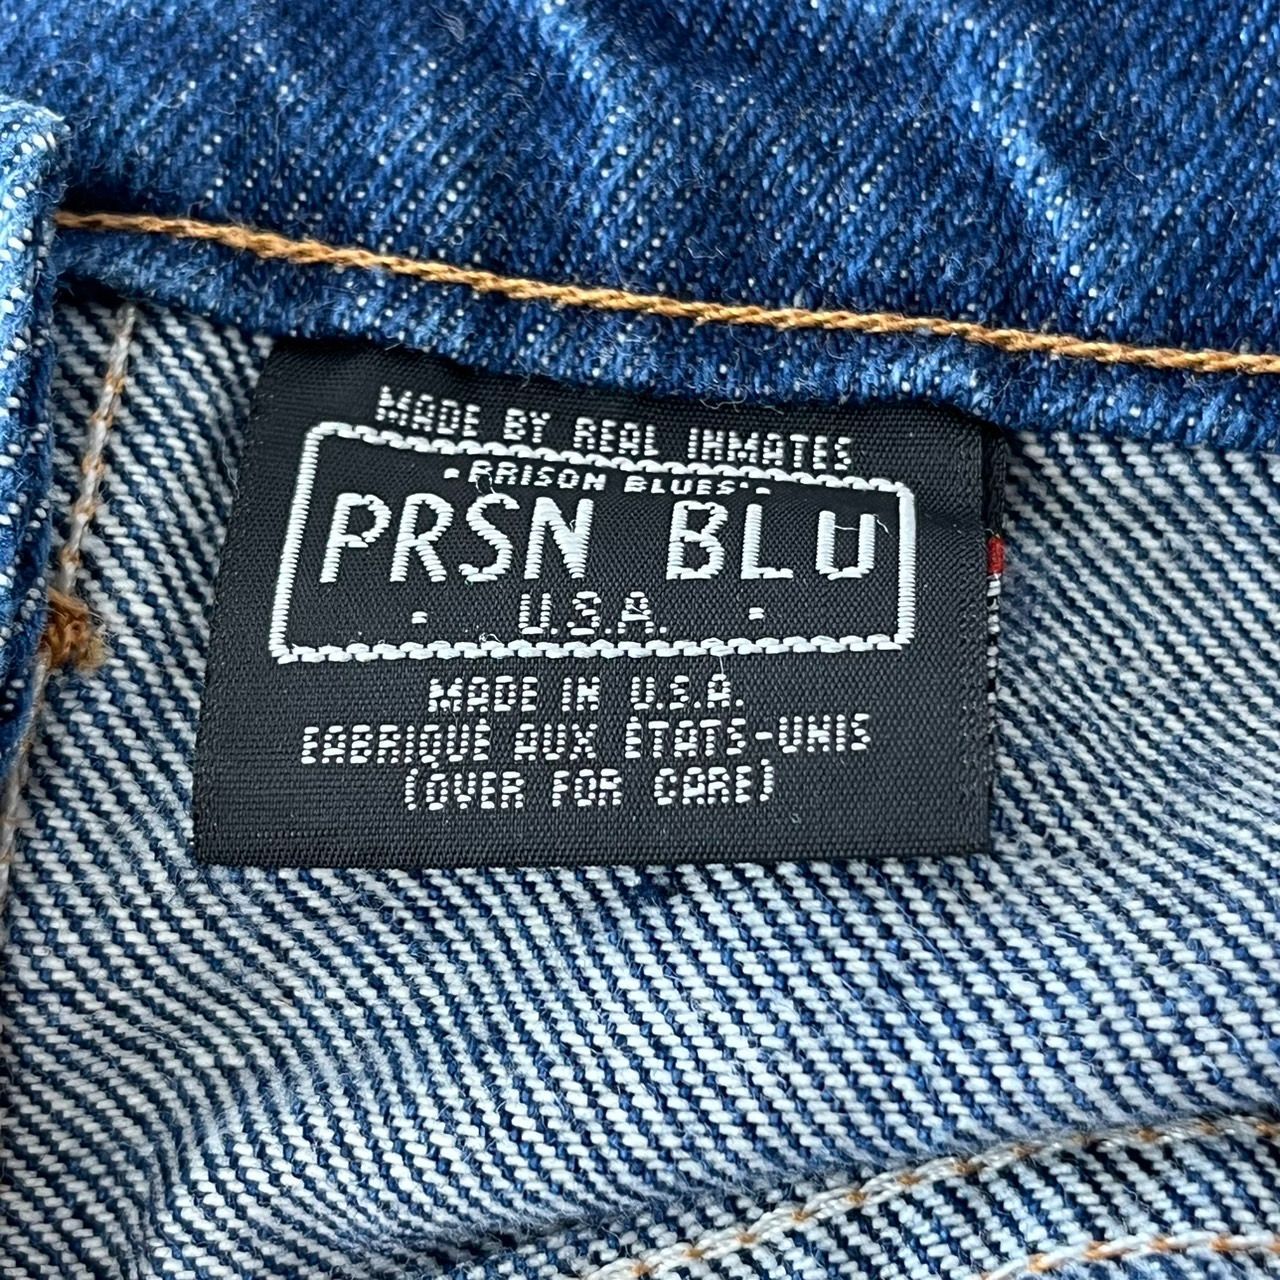 MADE BY REAL INMATES
·PRISON BLUES·
PRSN BLU
· U.S.A. ·
MADE IN U.S.A.
FABRIQUÉ AUX ÉTATS-UNIS
(OVER FOR CARE)